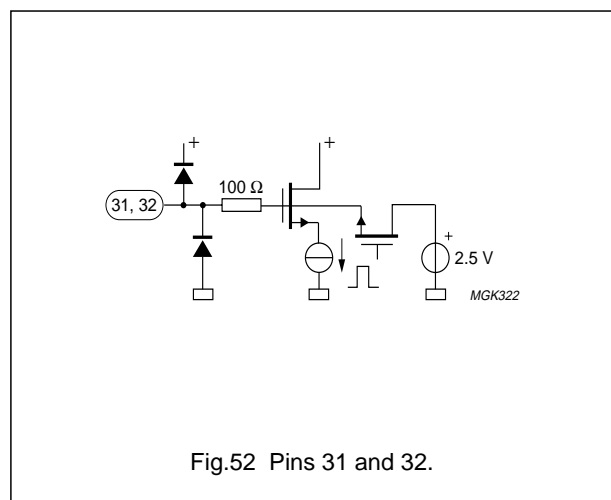 + +
100 Ω
31, 32
+
2.5 V
MGK322
Fig.52 Pins 31 and 32.